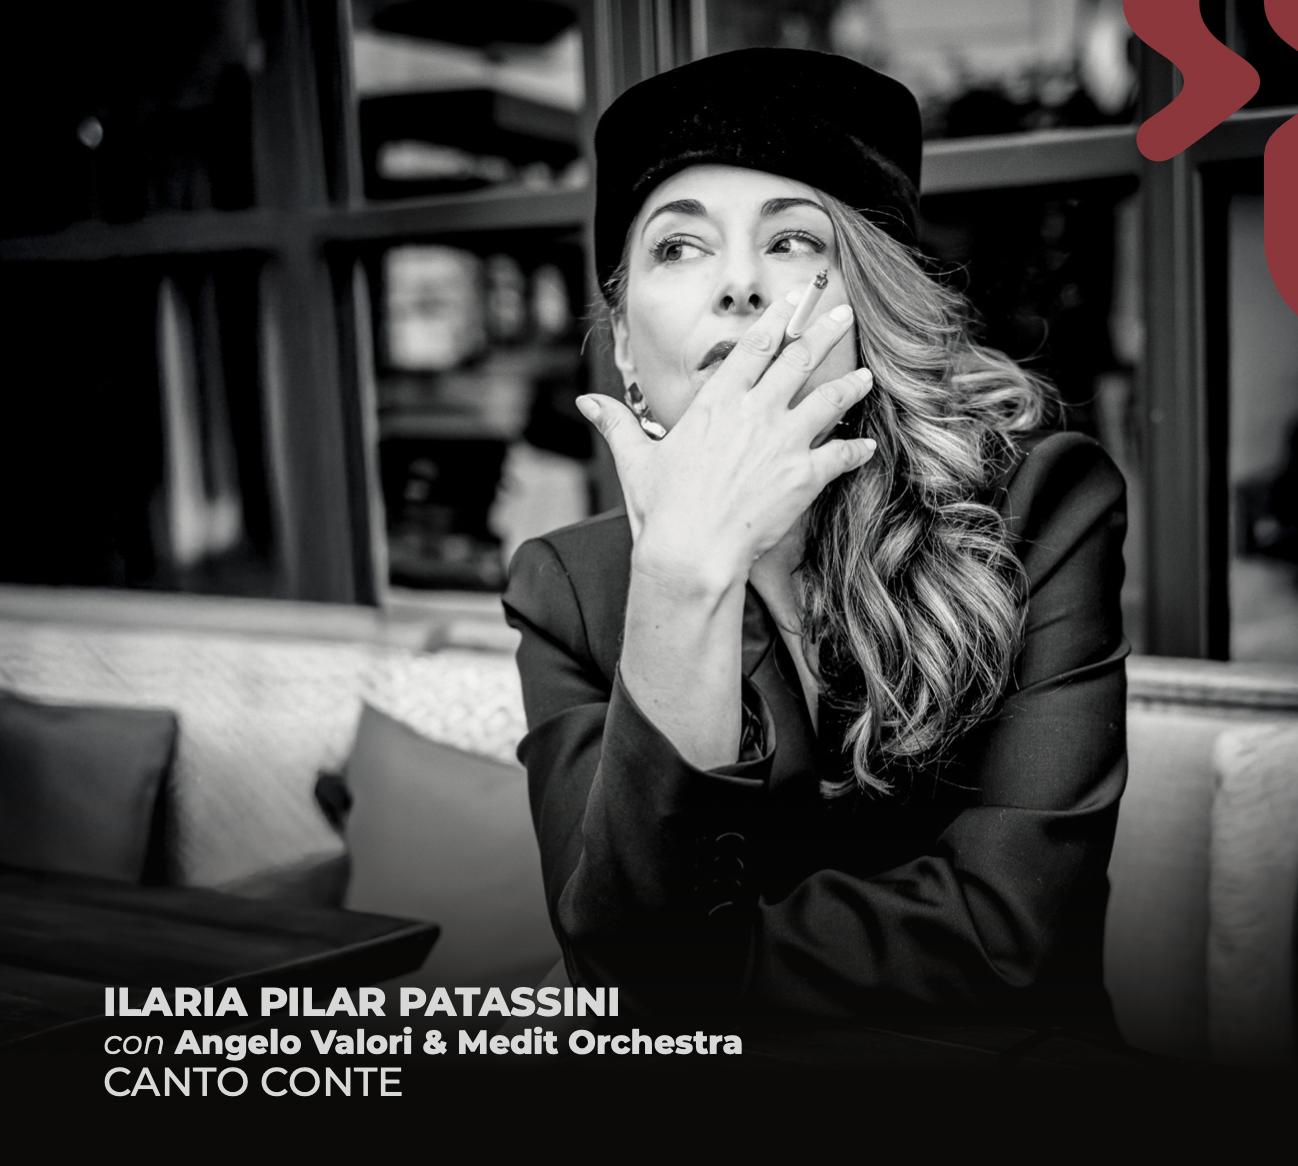 ILARIA PILAR PATASSINI
con Angelo Valori & Medit Orchestra
CANTO CONTE